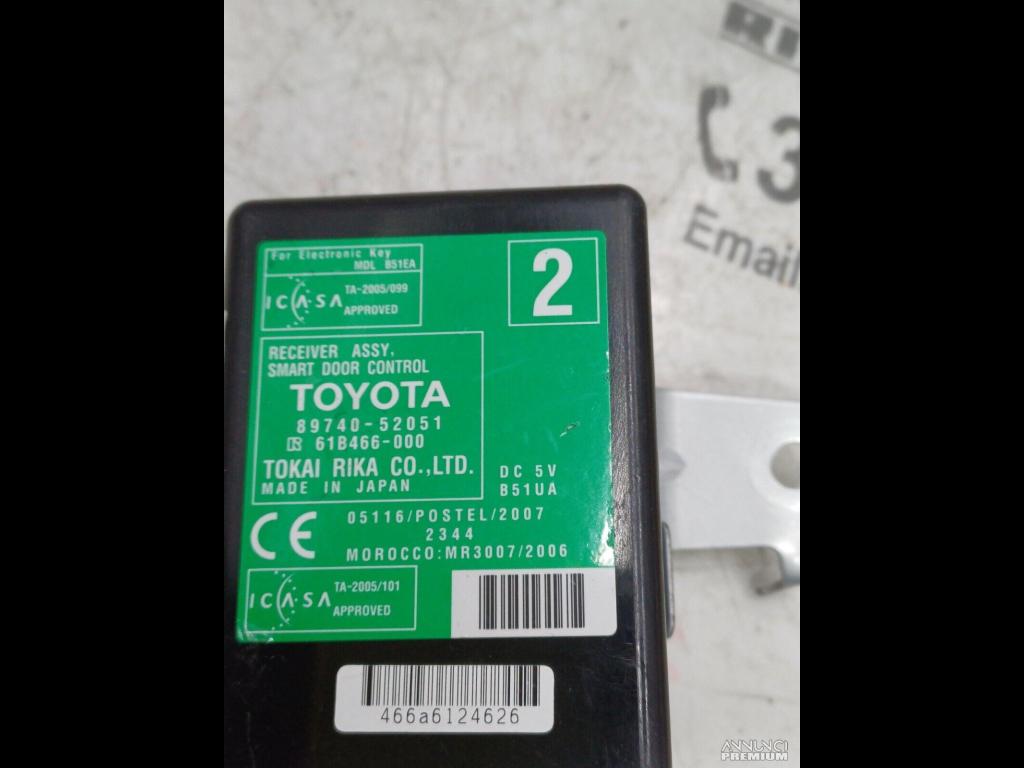 For Electronic Key
MDL B51EA
2
ICASA
TA-2005/099
APPROVED
RECEIVER ASSY,
SMART DOOR CONTROL
TOYOTA
89740-52051
61B466-000
TOKAI RIKA CO.,LTD.
MADE IN JAPAN
DC 5V
B51UA
CE
05116/POSTEL/2007
2344
MOROCCO:MR3007/2006
ICASA
TA-2005/101
APPROVED
466a6124626
3
Email
ANNUNCI
PREMIUM